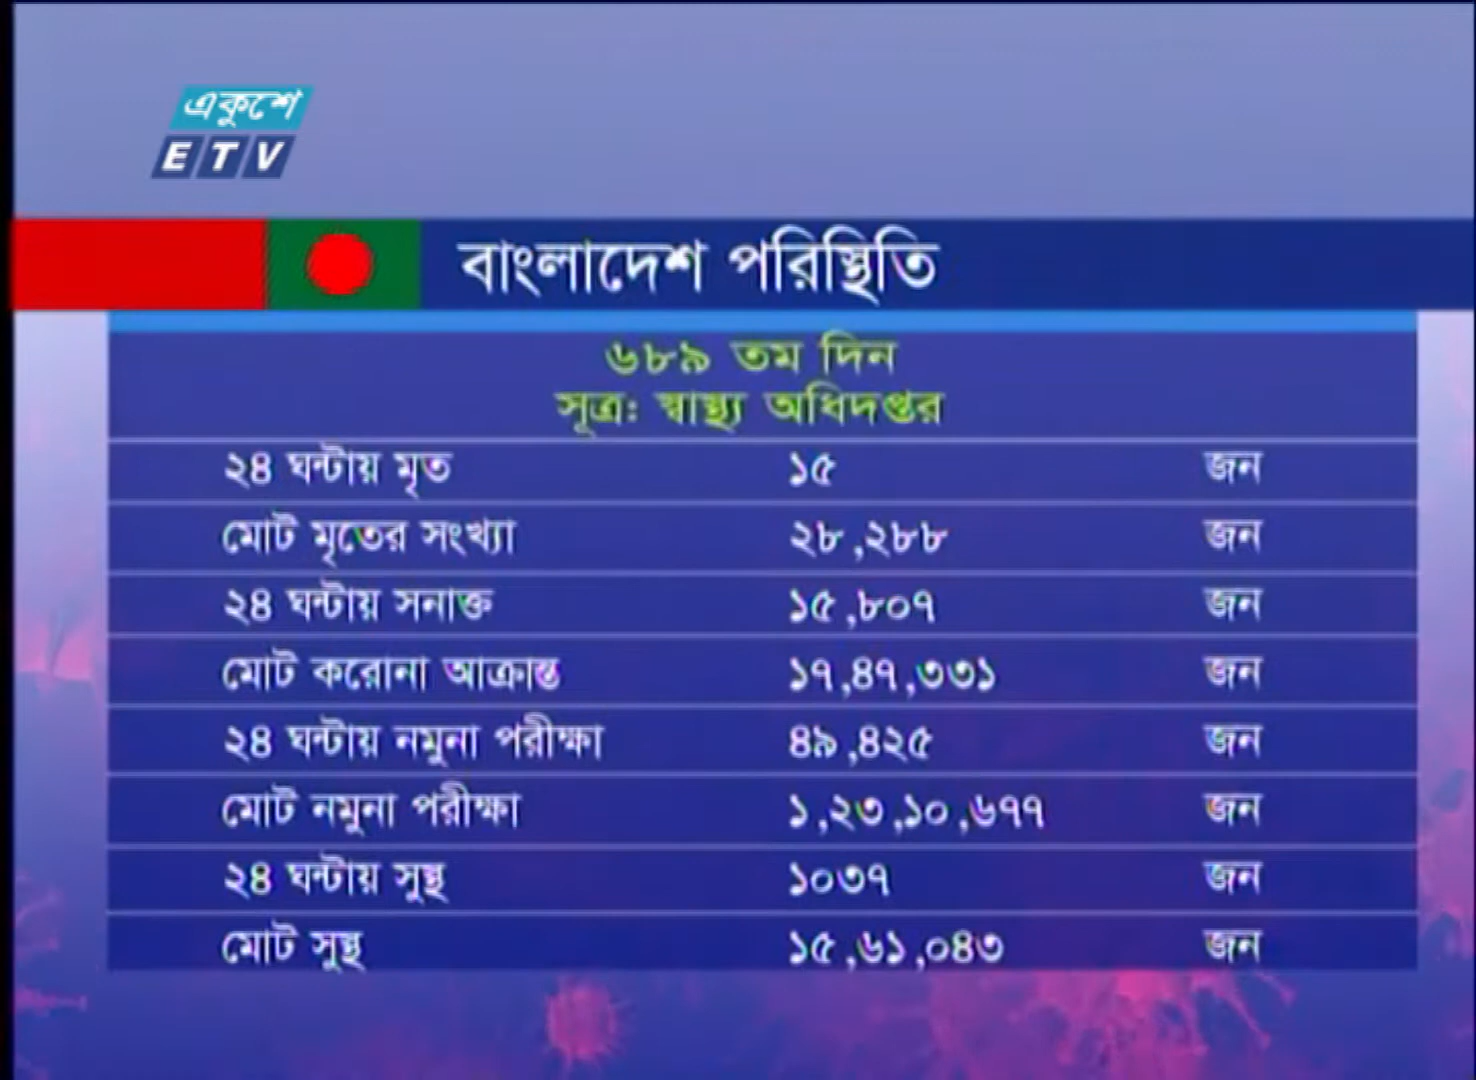 একুশে
ETV
বাংলাদেশ পরিস্থিতি
৬৮৯ তম দিন
সূত্র: স্বাস্থ্য অধিদপ্তর
২৪ ঘন্টায় মৃত ১৫ জন
মোট মৃতের সংখ্যা ২৮,২৮৮ জন
২৪ ঘন্টায় সনাক্ত ১৫,৮০৭ জন
মোট করোনা আক্রান্ত ১৭,৪৭,৩৩১ জন
২৪ ঘন্টায় নমুনা পরীক্ষা ৪৯,৪২৫ জন
মোট নমুনা পরীক্ষা ১,২৩,১০,৬৭৭ জন
২৪ ঘন্টায় সুস্থ ১০৩৭ জন
মোট সুস্থ ১৫,৬১,০৪৩ জন